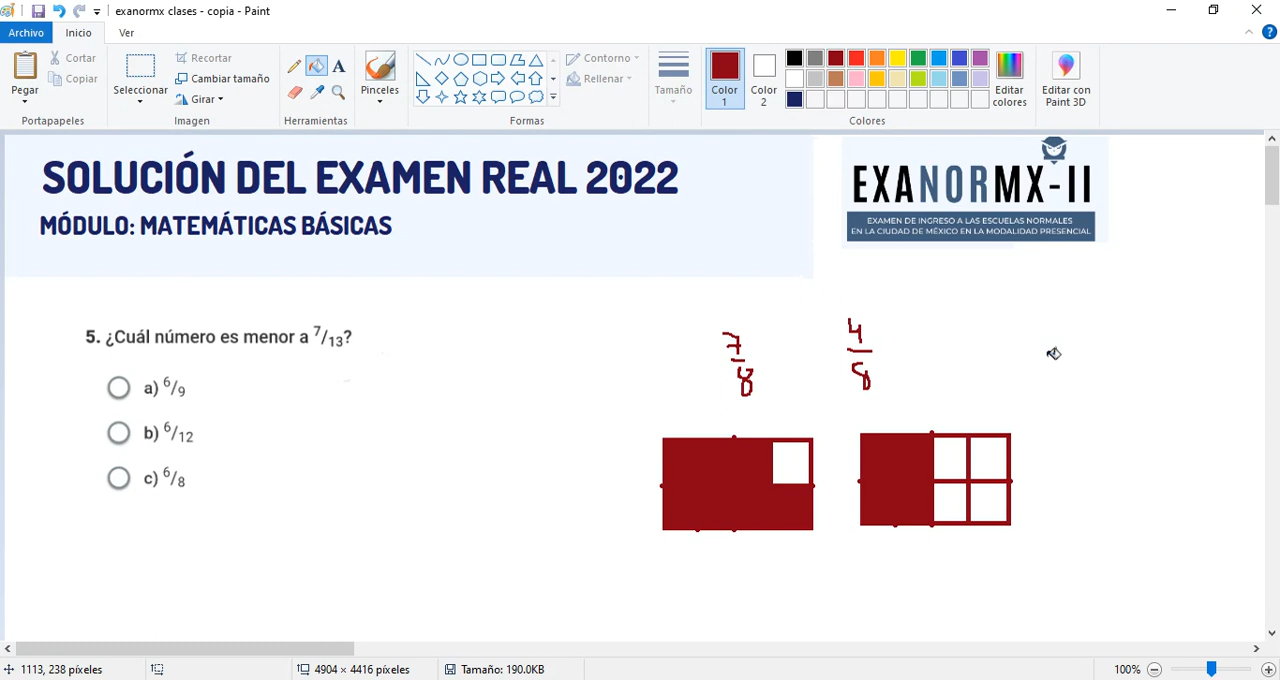 exanormx clases - copia - Paint
Archivo Inicio Ver
Pegar
Cortar
Copiar
Portapapeles
Seleccionar
Recortar
Cambiar tamaño
Girar
Imagen
A
Herramientas
Pinceles
Contorno
Rellenar
Formas
Tamaño
Color
1
Color
2
Editar
colores
Colores
Editar con
Paint 3D
SOLUCIÓN DEL EXAMEN REAL 2022
MÓDULO: MATEMÁTICAS BÁSICAS
EXANORMX-II
EXAMEN DE INGRESO A LAS ESCUELAS NORMALES
EN LA CIUDAD DE MÉXICO EN LA MODALIDAD PRESENCIAL
5. ¿Cuál número es menor a 7/13?
a) 6/9
b) 6/12
c) 6/8
7/8
4/8
1113, 238 píxeles
4904 × 4416 píxeles
Tamaño: 190.0KB
100%